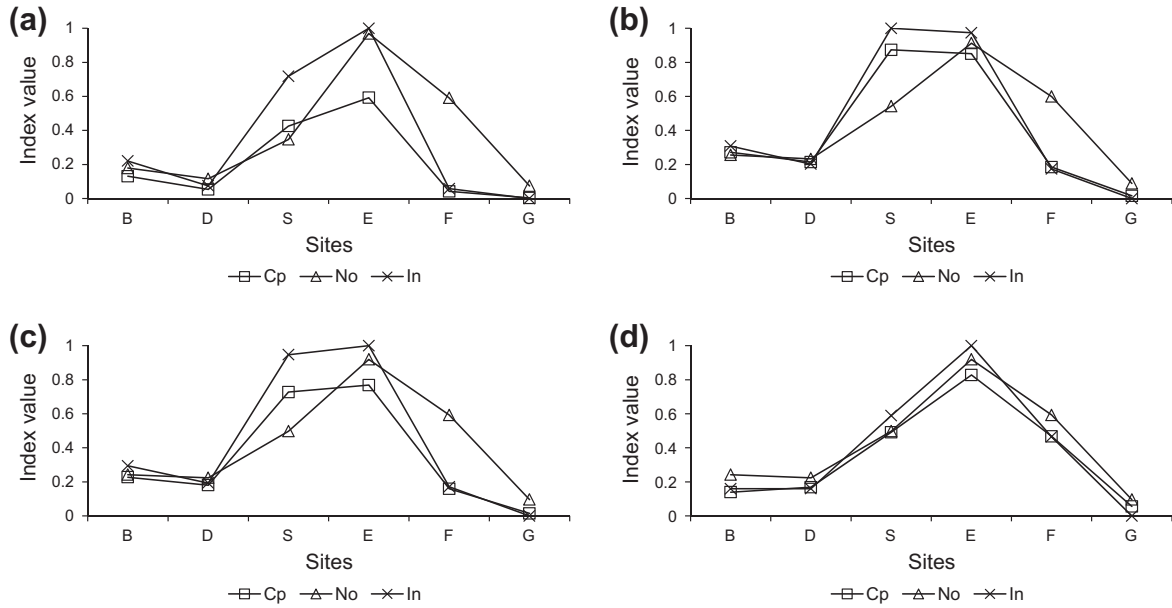 (a)
Index value
1
0.8
0.6
0.4
0.2
0
B D S E F G
Sites
Cp No In
(b)
Index value
1
0.8
0.6
0.4
0.2
0
B D S E F G
Sites
Cp No In
(c)
Index value
1
0.8
0.6
0.4
0.2
0
B D S E F G
Sites
Cp No In
(d)
Index value
1
0.8
0.6
0.4
0.2
0
B D S E F G
Sites
Cp No In